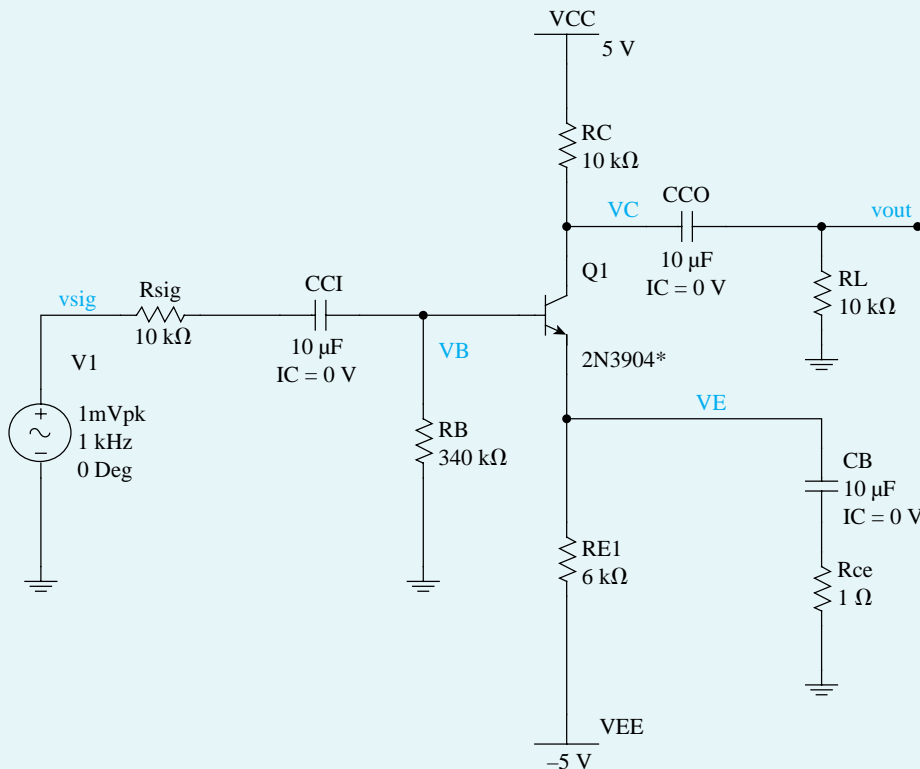 VCC
5 V
RC
10 kΩ
CCO
VC
vout
10 µF
IC = 0 V
Q1
RL
10 kΩ
CCI
Rsig
vsig
10 kΩ
10 µF
IC = 0 V
VB
V1
2N3904*
VE
1mVpk
1 kHz
0 Deg
RB
340 kΩ
CB
10 µF
IC = 0 V
RE1
6 kΩ
Rce
1 Ω
VEE
–5 V